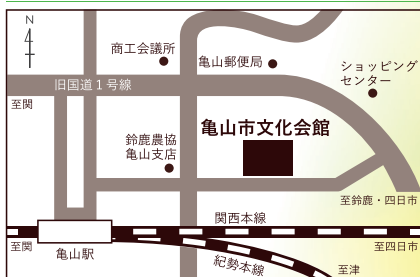 N
4
商工会議所
亀山郵便局
ショッピング
センター
旧国道1号線
至関
亀山市文化会館
鈴鹿農協
亀山支店
至鈴鹿・四日市
関西本線
至関
亀山駅
至四日市
紀勢本線
至津